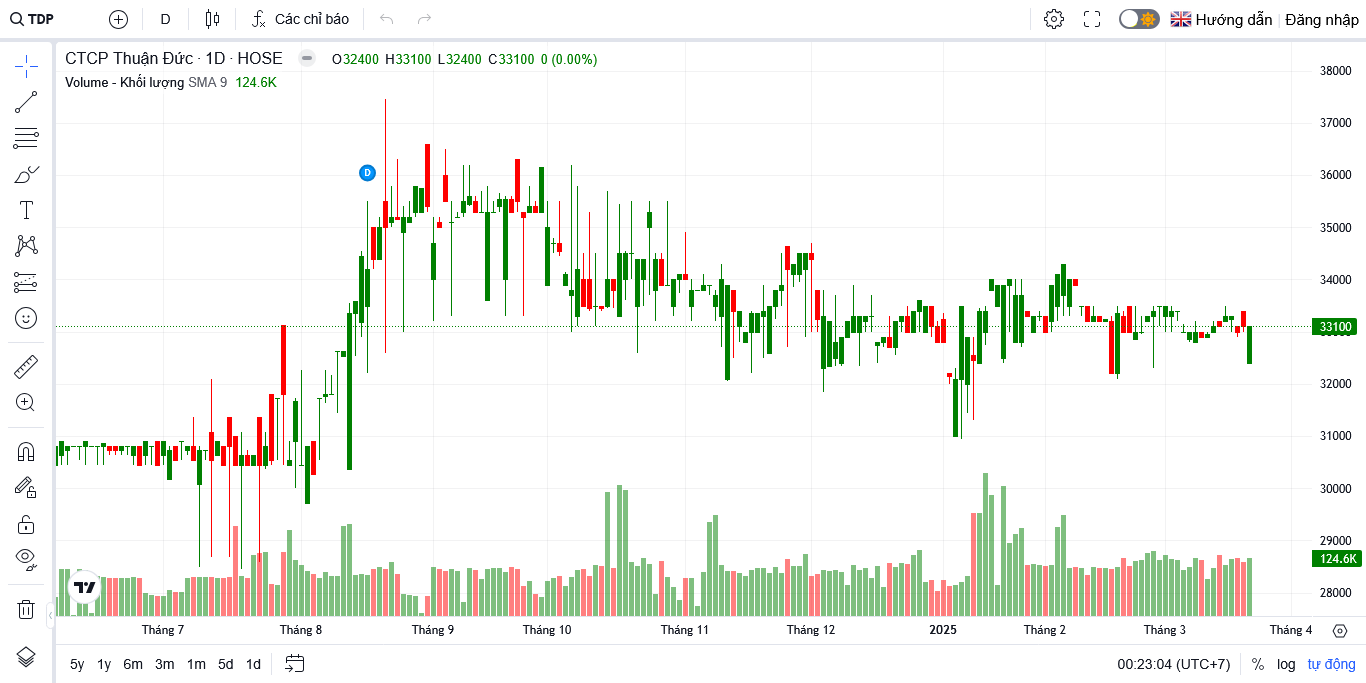 TDP D Các chỉ báo Hướng dẫn Đăng nhập
CTCP Thuận Đức · 1D · HOSE O32400 H33100 L32400 C33100 0 (0.00%)
Volume - Khối lượng SMA 9 124.6K
38000
37000
36000
D
35000
34000
33100
32000
31000
30000
29000
124.6K
28000
Tháng 7 Tháng 8 Tháng 9 Tháng 10 Tháng 11 Tháng 12 2025 Tháng 2 Tháng 3 Tháng 4
5y 1y 6m 3m 1m 5d 1d 00:23:04 (UTC+7) % log tự động